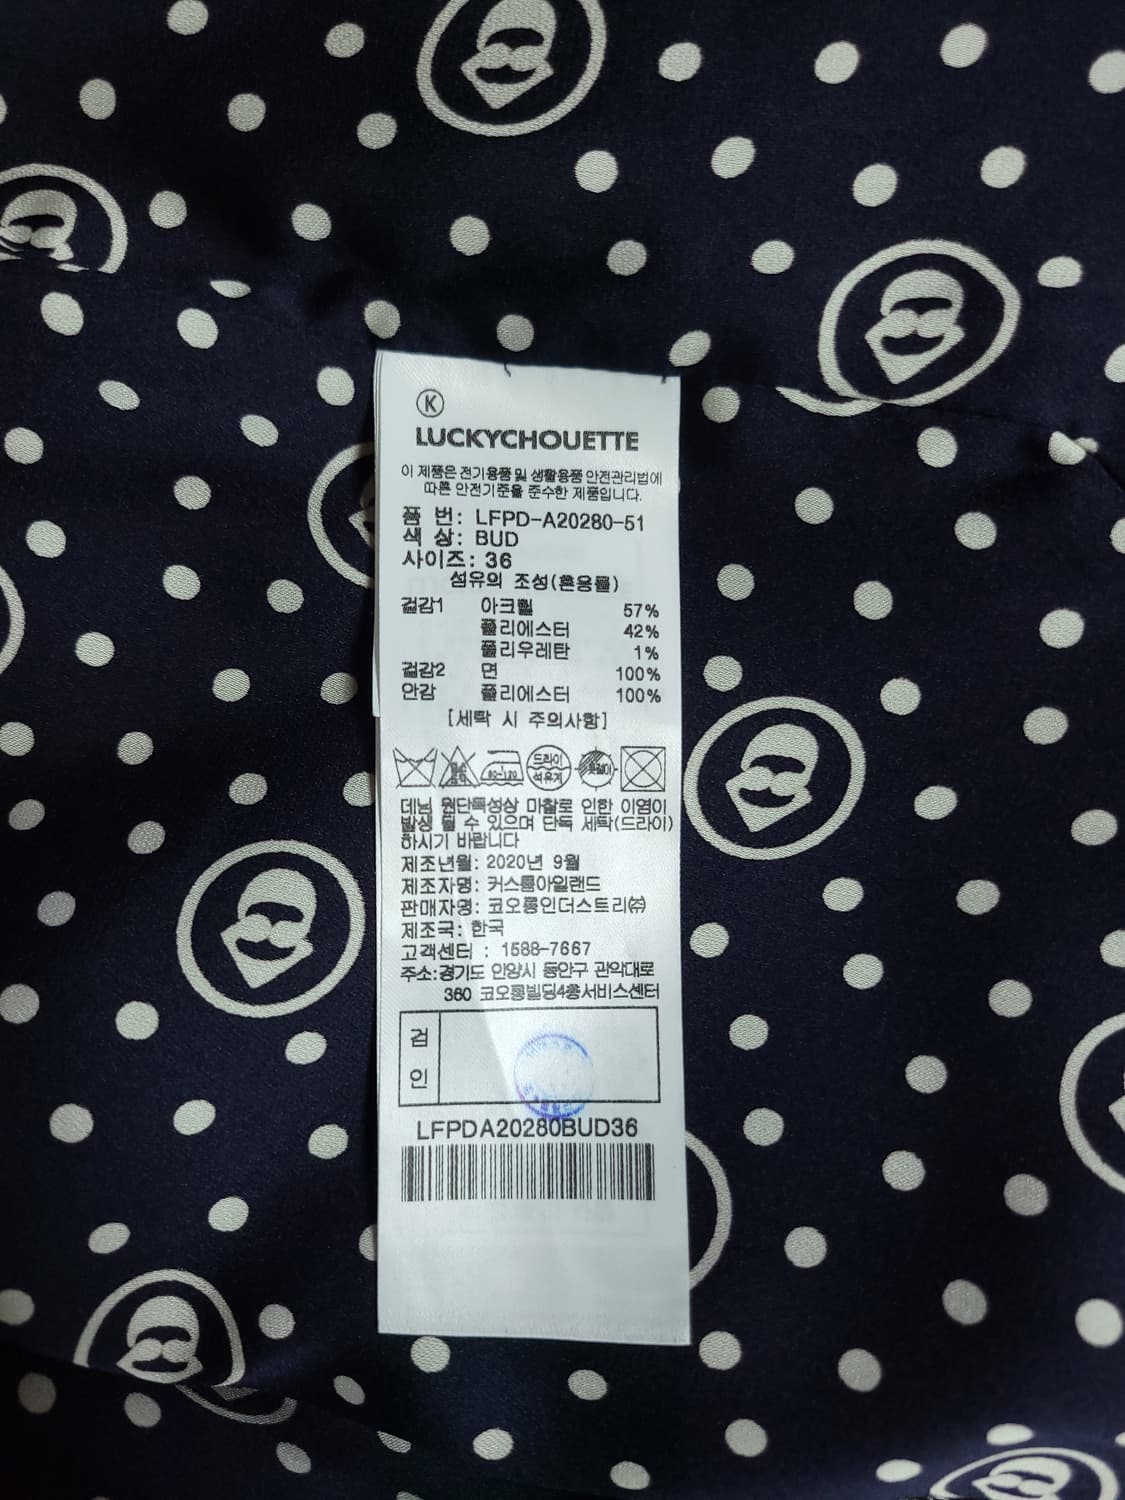 K
LUCKYCHOUETTE
이 제품은 전기용품 및 생활용품 안전관리법에
따른 안전기준을 준수한 제품입니다.
품 번: LFPD-A20280-51
색 상: BUD
사이즈: 36
섬유의 조성(혼용률)
겉감1 아크릴 57%
폴리에스터 42%
폴리우레탄 1%
겉감2 면 100%
안감 폴리에스터 100%
[세탁 시 주의사항]
80~120 드라이 석유계
데님 원단특성상 마찰로 인한 이염이
발생 될 수 있으며 단독 세탁(드라이)
하시기 바랍니다
제조년월: 2020년 9월
제조자명: 커스텀아일랜드
판매자명: 코오롱인더스트리㈜
제조국: 한국
고객센터 : 1588-7667
주소:경기도 안양시 동안구 관악대로
360 코오롱빌딩4층서비스센터
검
인
LFPDA20280BUD36